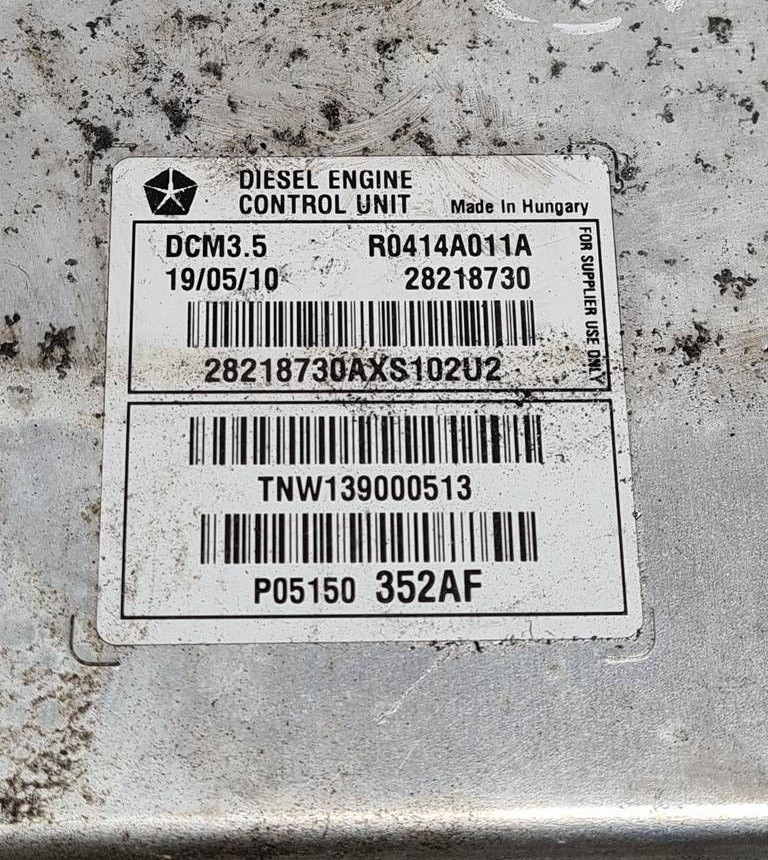 DIESEL ENGINE
CONTROL UNIT
Made In Hungary
DCM3.5
R0414A011A
19/05/10
28218730
FOR SUPPLIER USE ONLY
28218730AXS102U2
TNW139000513
P05150 352AF